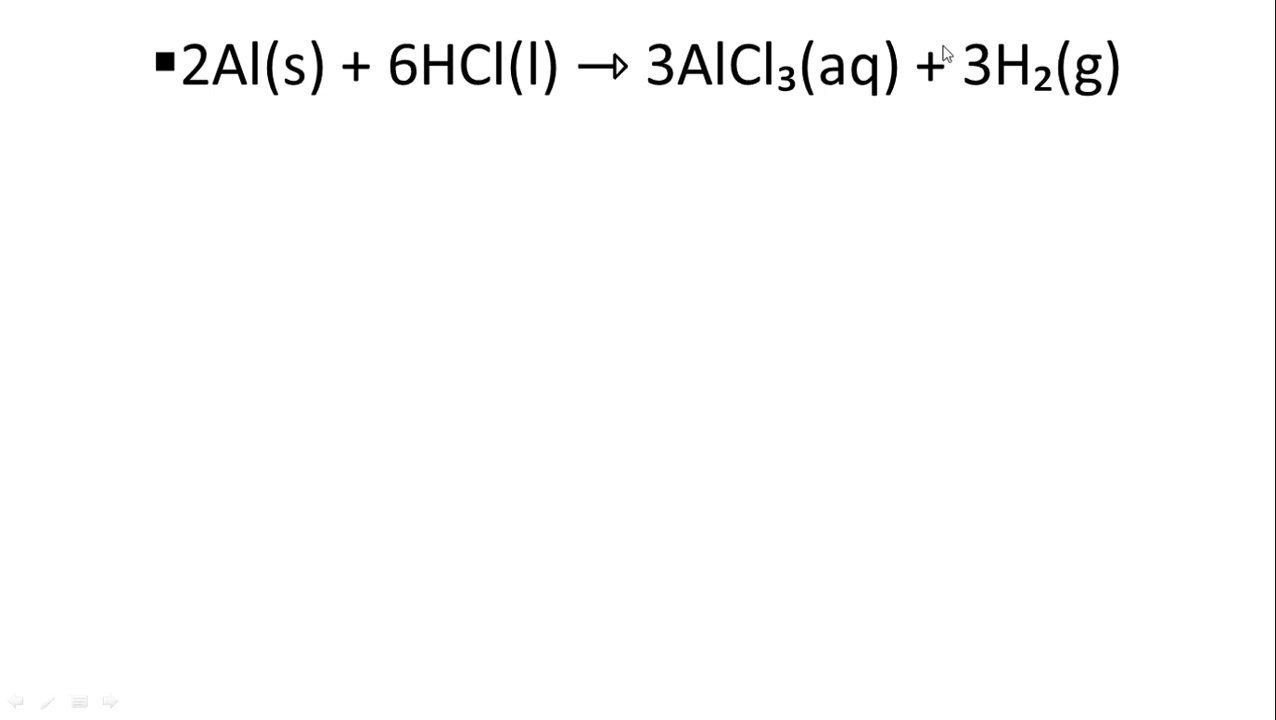 ▪2Al(s) + 6HCl(l) ⟶ 3AlCl₃(aq) + 3H₂(g)